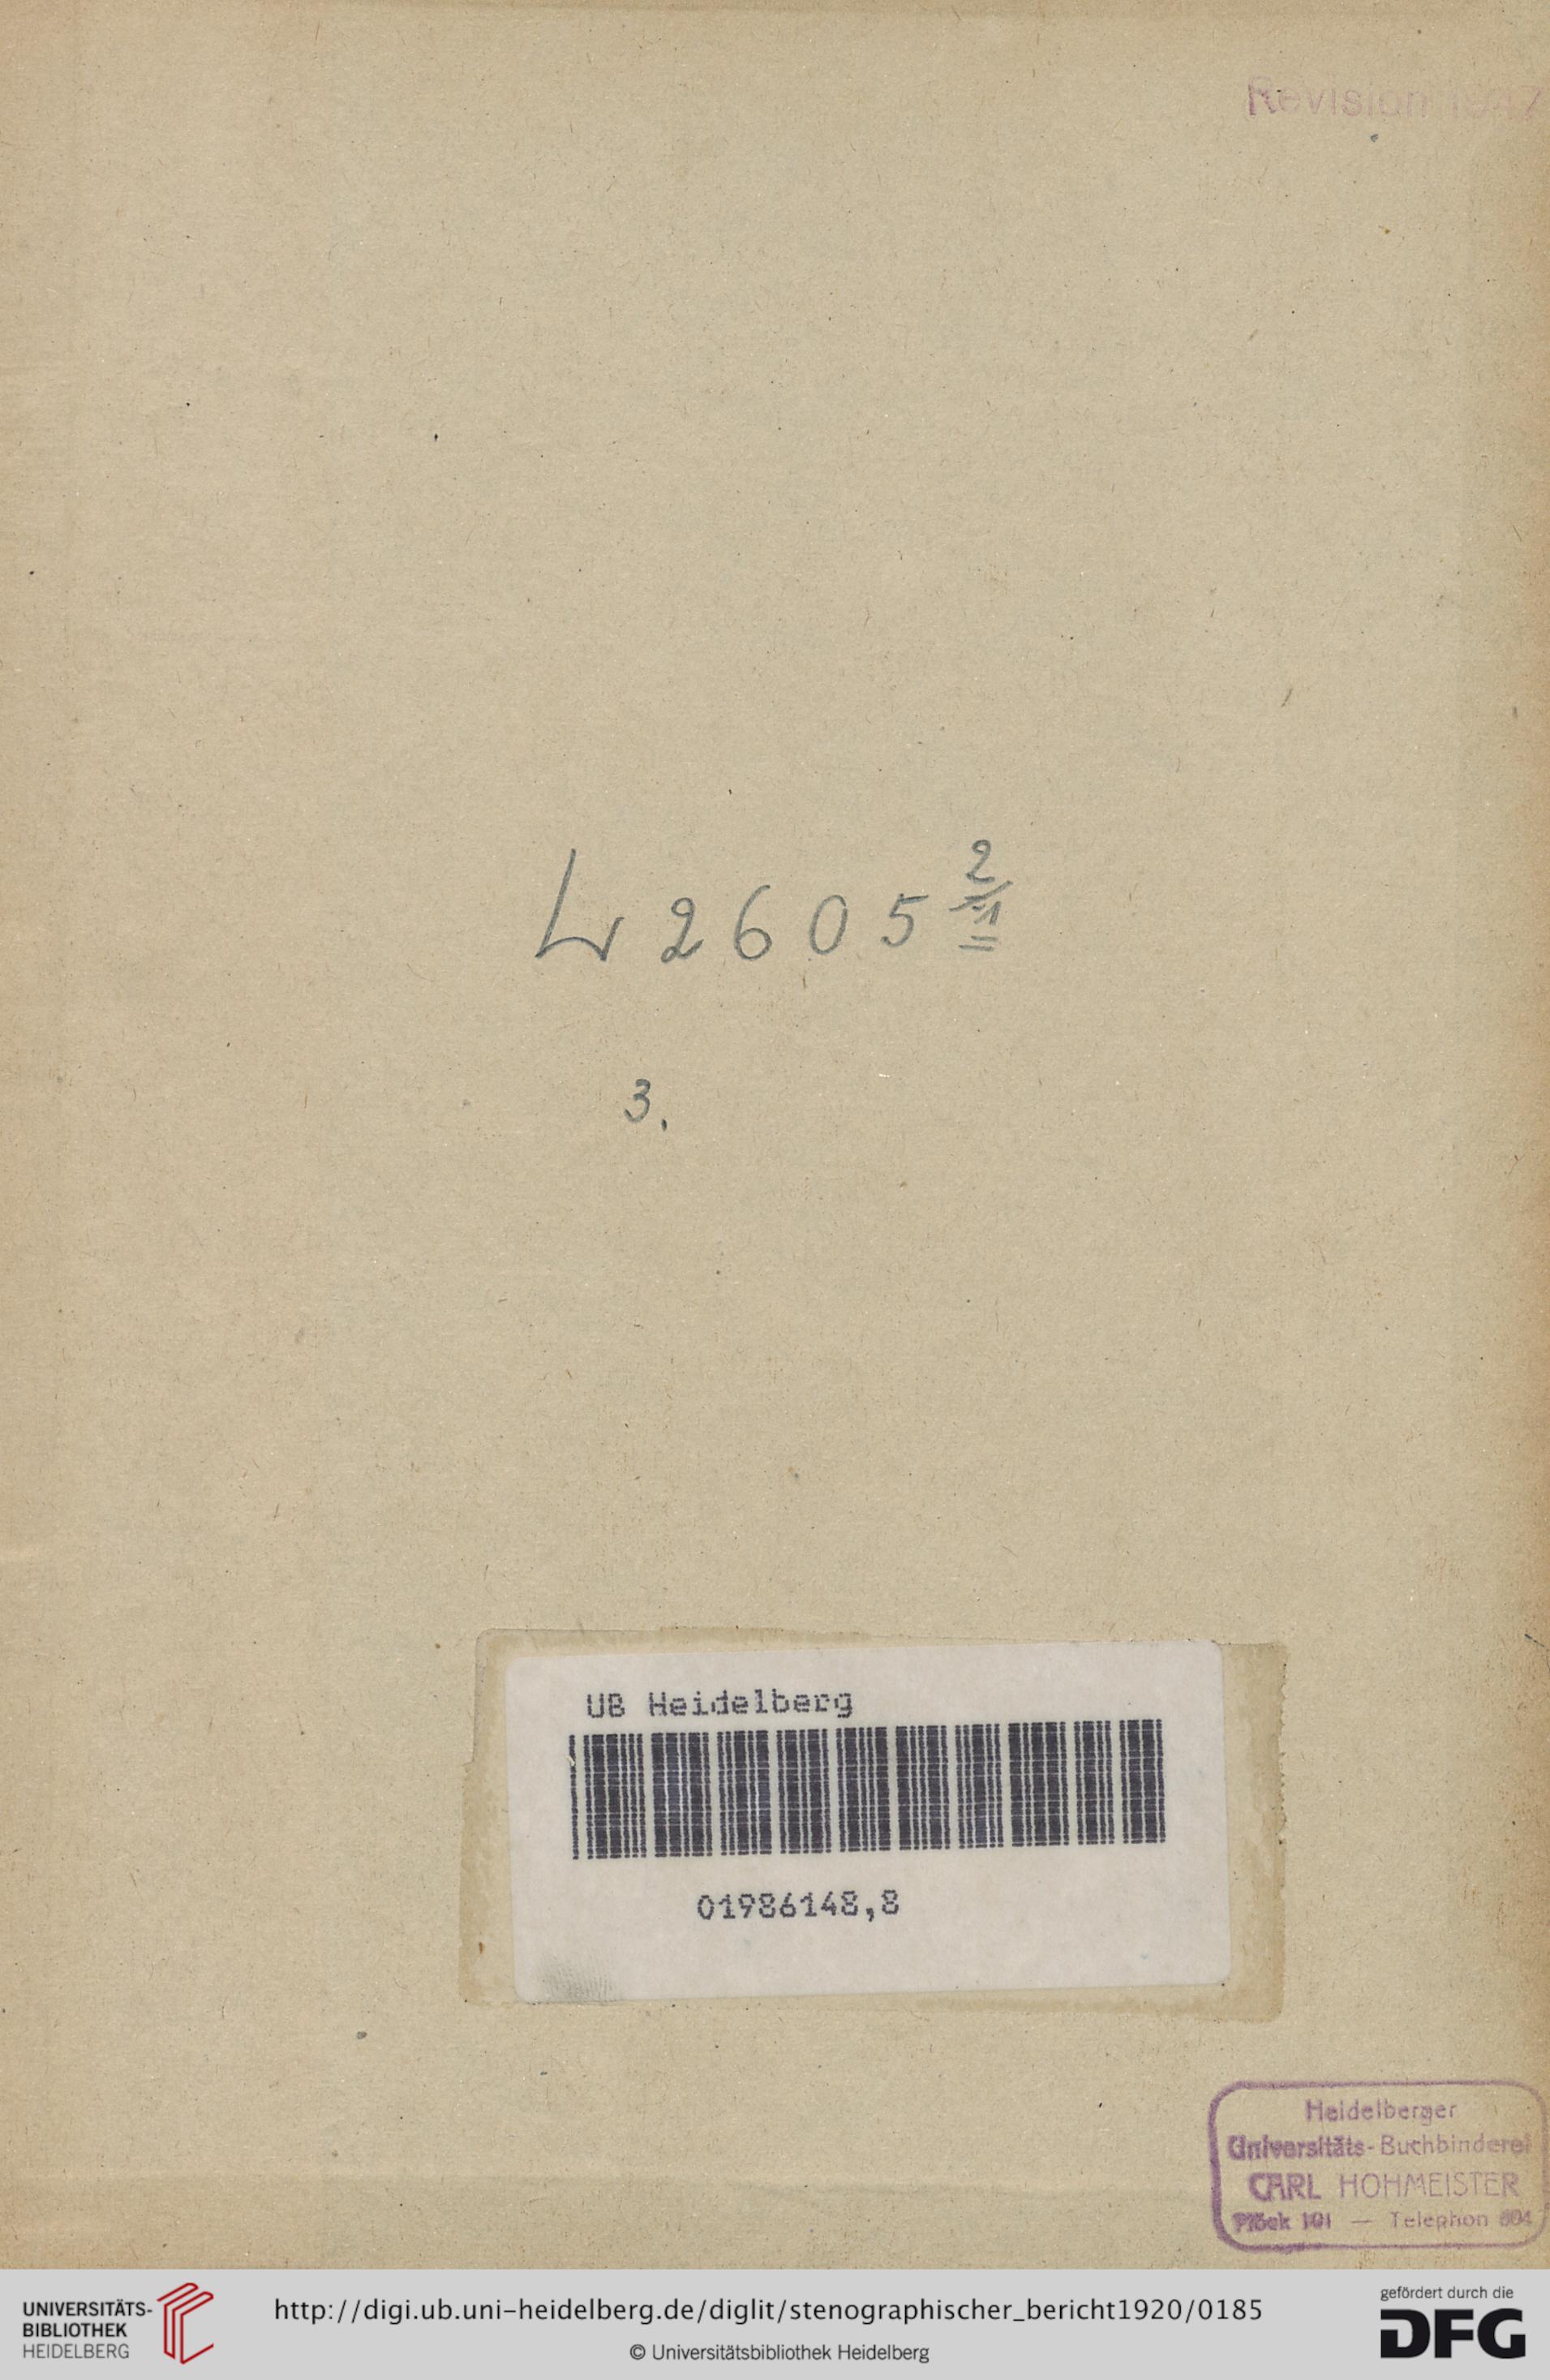 Revision 1947
L 2605 2/1
3.
UB Heidelberg
01986148,8
Heidelberger
Universitäts-Buchbinderei
CARL HOHMEISTER
Plöck 101 — Telephon 604
UNIVERSITÄTS-
BIBLIOTHEK
HEIDELBERG
http://digi.ub.uni-heidelberg.de/diglit/stenographischer_bericht1920/0185
© Universitätsbibliothek Heidelberg
gefördert durch die
DFG